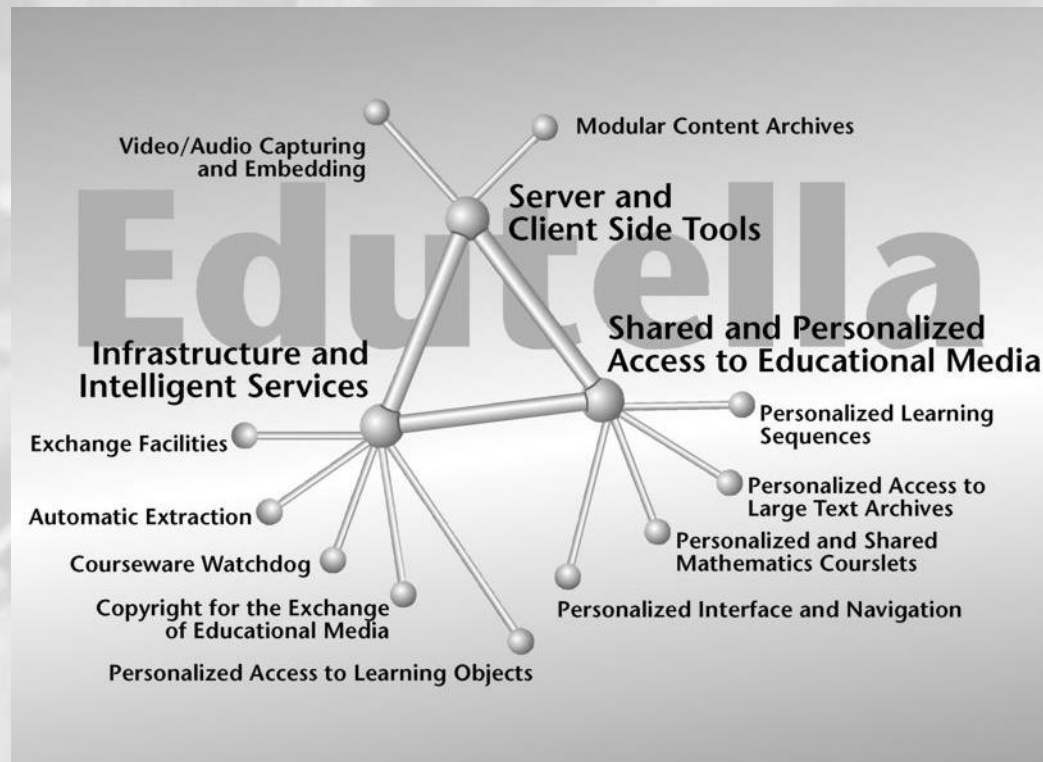 Edutella
Video/Audio Capturing
and Embedding
Modular Content Archives
Server and
Client Side Tools
Infrastructure and
Intelligent Services
Shared and Personalized
Access to Educational Media
Exchange Facilities
Automatic Extraction
Courseware Watchdog
Copyright for the Exchange
of Educational Media
Personalized Access to Learning Objects
Personalized Learning
Sequences
Personalized Access to
Large Text Archives
Personalized and Shared
Mathematics Courslets
Personalized Interface and Navigation